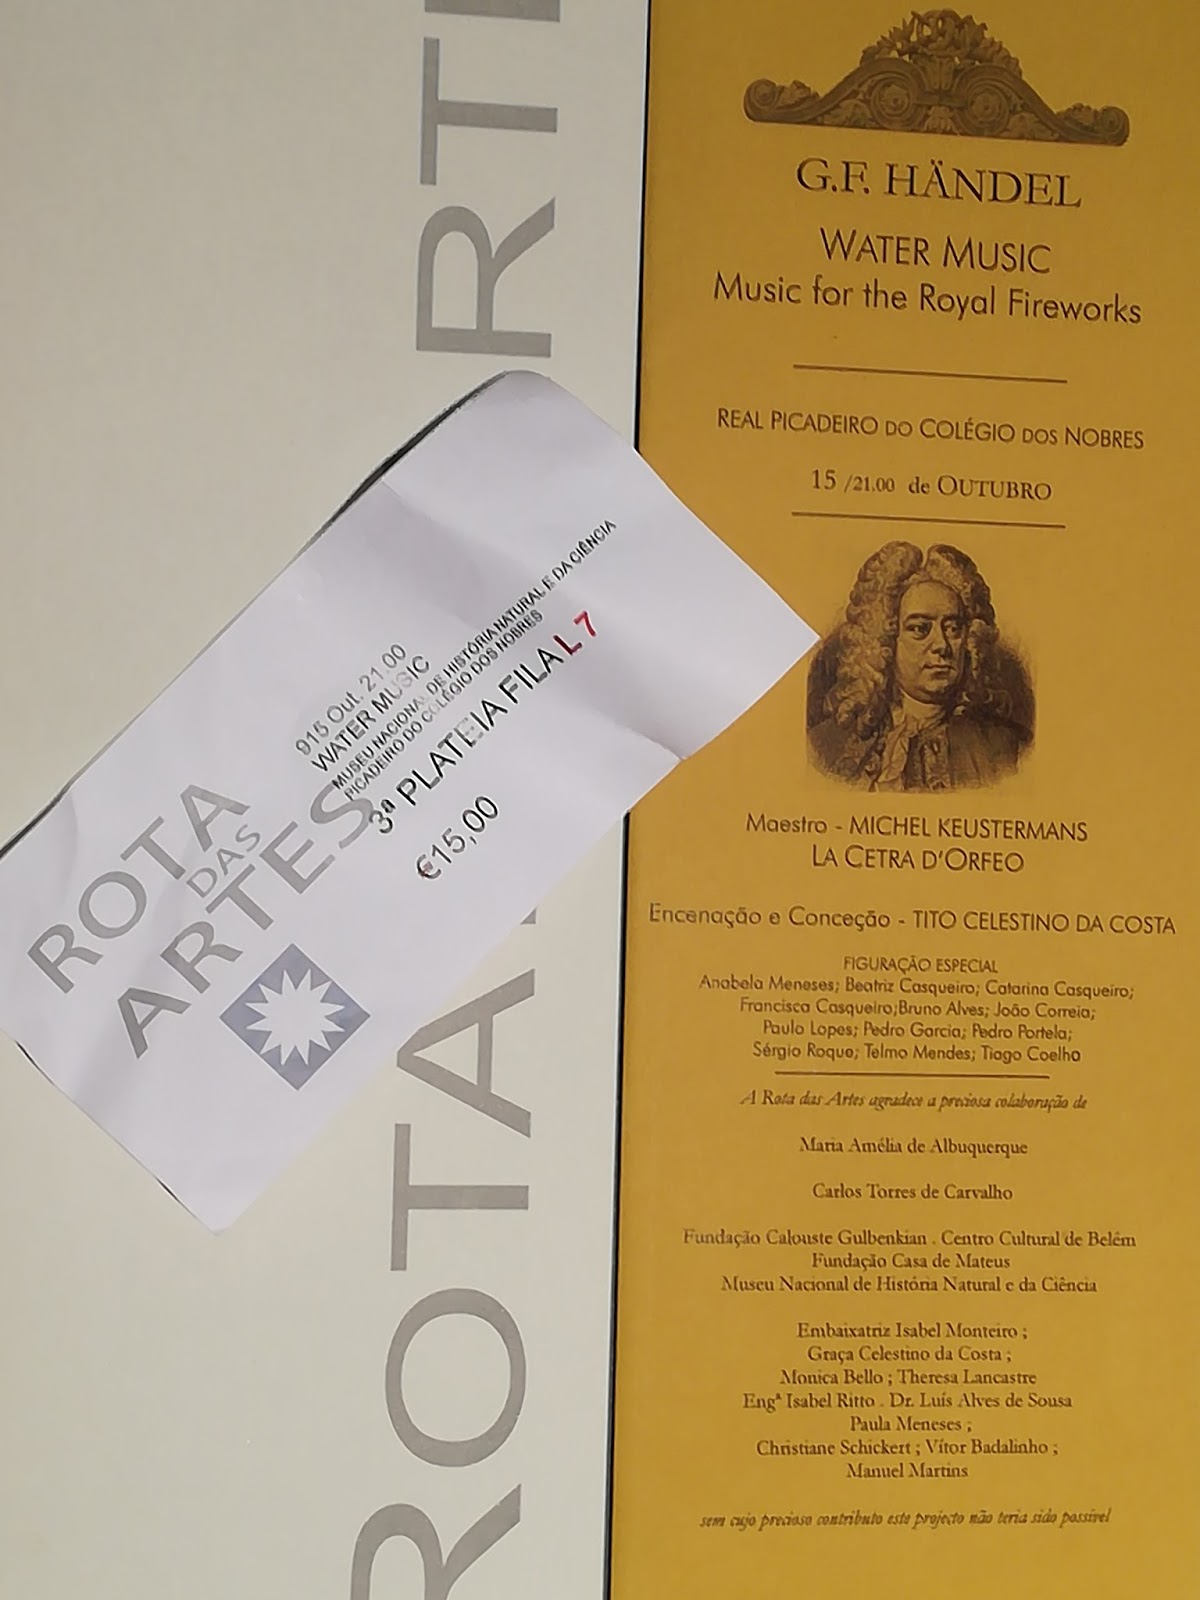 ROTA
DAS
ARTES
915 Out. 21.00
WATER MUSIC
MUSEU NACIONAL DE HISTÓRIA NATURAL E DA CIÊNCIA
PICADEIRO DO COLÉGIO DOS NOBRES
3ª PLATEIA FILA L 7
€15,00
ROTA
RT
G.F. HÄNDEL
WATER MUSIC
Music for the Royal Fireworks
REAL PICADEIRO DO COLÉGIO DOS NOBRES
15 /21.00 de OUTUBRO
Maestro - MICHEL KEUSTERMANS
LA CETRA D'ORFEO
Encenação e Conceção - TITO CELESTINO DA COSTA
FIGURAÇÃO ESPECIAL
Anabela Meneses; Beatriz Casqueiro; Catarina Casqueiro;
Francisca Casqueiro;Bruno Alves; João Correia;
Paulo Lopes; Pedro Garcia; Pedro Portela;
Sérgio Roque; Telmo Mendes; Tiago Coelho
A Rota das Artes agradece a preciosa colaboração de
Maria Amélia de Albuquerque
Carlos Torres de Carvalho
Fundação Calouste Gulbenkian . Centro Cultural de Belém
Fundação Casa de Mateus
Museu Nacional de História Natural e da Ciência
Embaixatriz Isabel Monteiro ;
Graça Celestino da Costa ;
Monica Bello ; Theresa Lancastre
Engª Isabel Ritto . Dr. Luís Alves de Sousa
Paula Meneses ;
Christiane Schickert ; Vítor Badalinho ;
Manuel Martins
sem cujo precioso contributo este projecto não teria sido possível